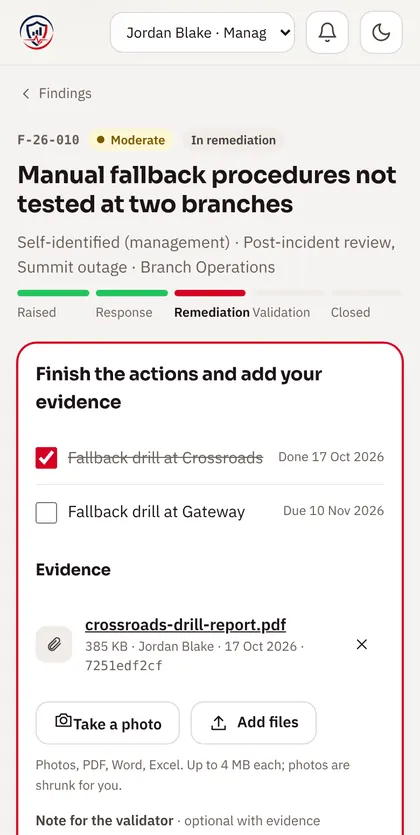 Jordan Blake · Manag
Findings
F-26-010 Moderate In remediation
Manual fallback procedures not
tested at two branches
Self-identified (management) · Post-incident review,
Summit outage · Branch Operations
Raised Response Remediation Validation Closed
Finish the actions and add your
evidence
Fallback drill at Crossroads Done 17 Oct 2026
Fallback drill at Gateway Due 10 Nov 2026
Evidence
crossroads-drill-report.pdf
385 KB · Jordan Blake · 17 Oct 2026 ·
7251edf2cf
Take a photo Add files
Photos, PDF, Word, Excel. Up to 4 MB each; photos are
shrunk for you.
Note for the validator · optional with evidence